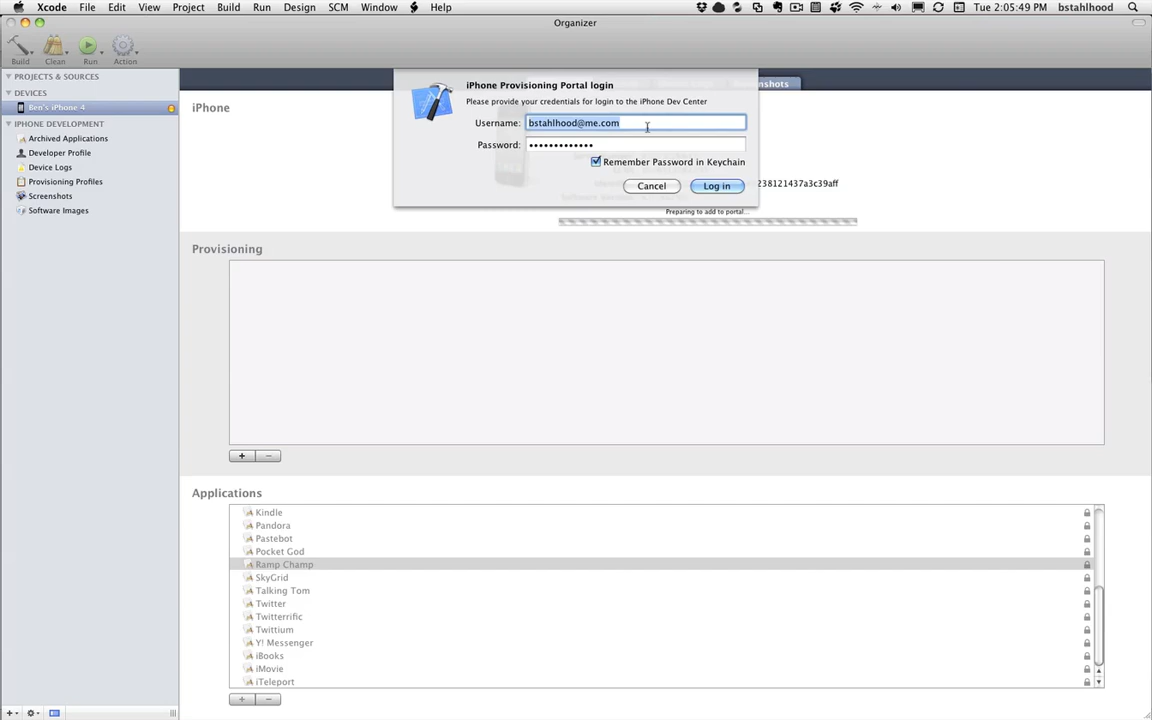 Xcode File Edit View Project Build Run Design SCM Window Help Tue 2:05:49 PM bstahlhood
Organizer
Build Clean Run Action
PROJECTS & SOURCES
DEVICES
Ben's iPhone 4
IPHONE DEVELOPMENT
Archived Applications
Developer Profile
Device Logs
Provisioning Profiles
Screenshots
Software Images
iPhone
iPhone Provisioning Portal login
Please provide your credentials for login to the iPhone Dev Center
Username: bstahlhood@me.com
Password: •••••••••••••
Remember Password in Keychain
Cancel Log in
238121437a3c39aff
Preparing to add to portal...
Provisioning
Applications
Kindle
Pandora
Pastebot
Pocket God
Ramp Champ
SkyGrid
Talking Tom
Twitter
Twitterrific
Twittium
Y! Messenger
iBooks
iMovie
iTeleport